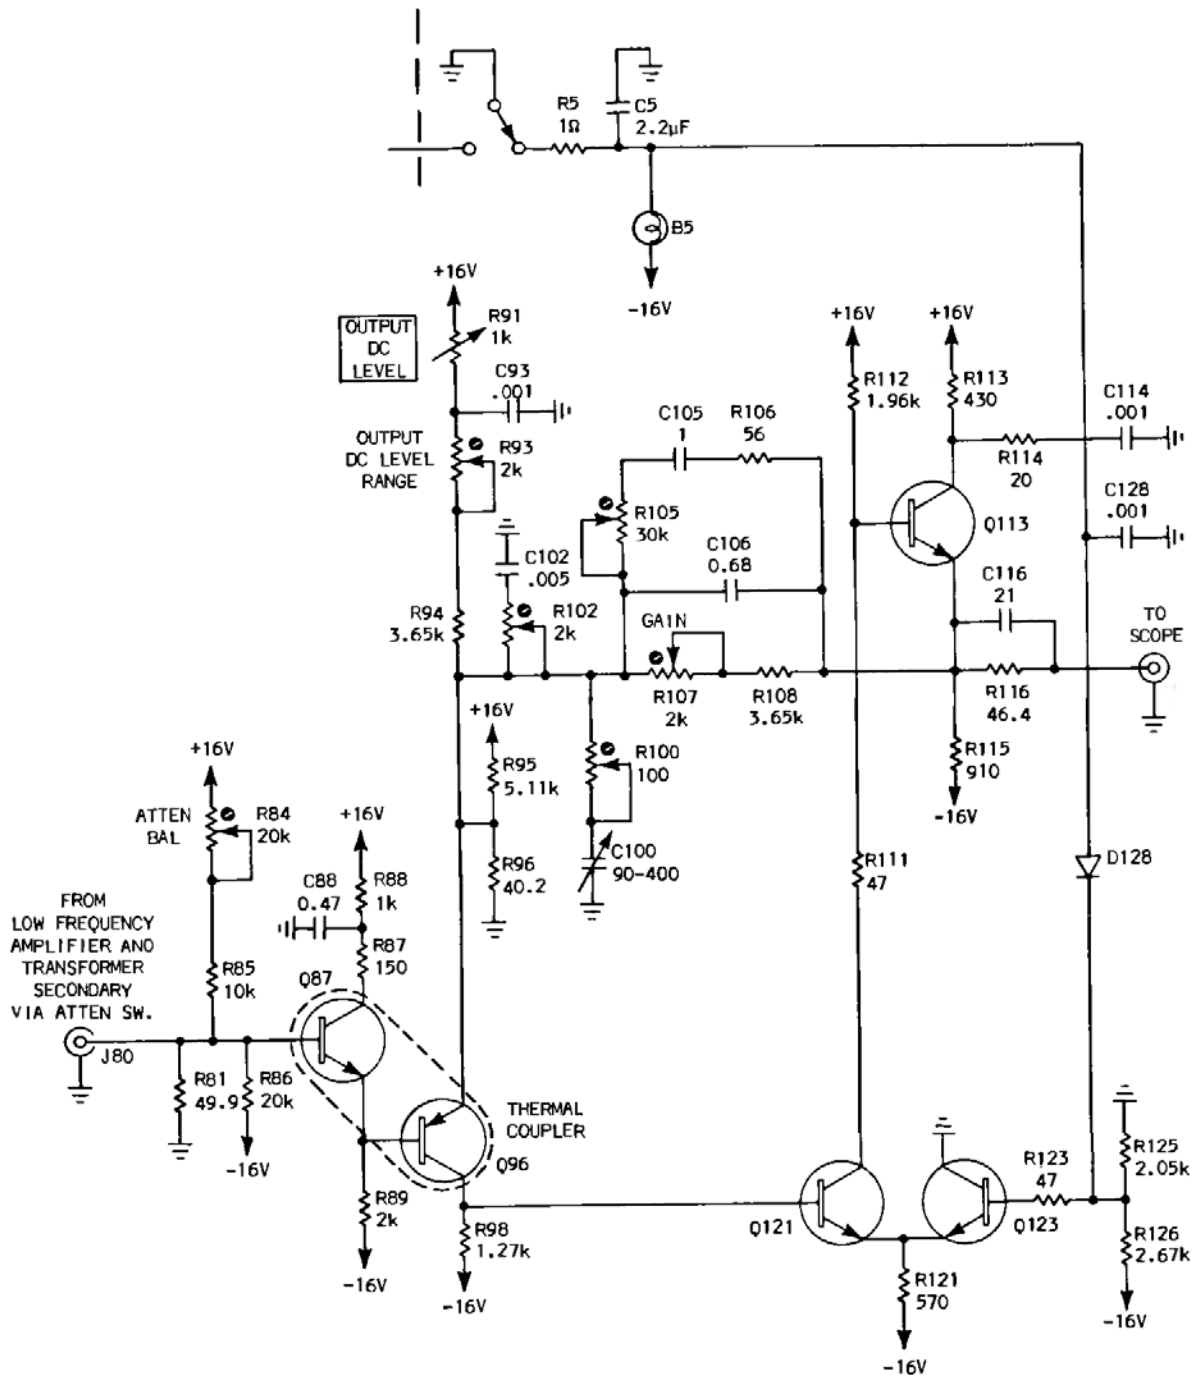 R5
1Ω
C5
2.2µF
B5
-16V
+16V
OUTPUT
DC
LEVEL
R91
1k
C93
.001
OUTPUT
DC LEVEL
RANGE
R93
2k
C102
.005
R102
2k
R94
3.65k
C105
1
R106
56
R105
30k
C106
0.68
GAIN
R107
2k
R108
3.65k
+16V
R112
1.96k
+16V
R113
430
C114
.001
R114
20
C128
.001
Q113
C116
21
TO
SCOPE
R116
46.4
R115
910
-16V
+16V
R95
5.11k
R96
40.2
R100
100
C100
90-400
R111
47
D128
+16V
ATTEN
BAL
R84
20k
+16V
C88
0.47
R88
1k
R87
150
FROM
LOW FREQUENCY
AMPLIFIER AND
TRANSFORMER
SECONDARY
VIA ATTEN SW.
R85
10k
Q87
J80
R81
49.9
R86
20k
-16V
THERMAL
COUPLER
Q96
R89
2k
-16V
R98
1.27k
-16V
Q121
Q123
R123
47
R125
2.05k
R126
2.67k
-16V
R121
570
-16V